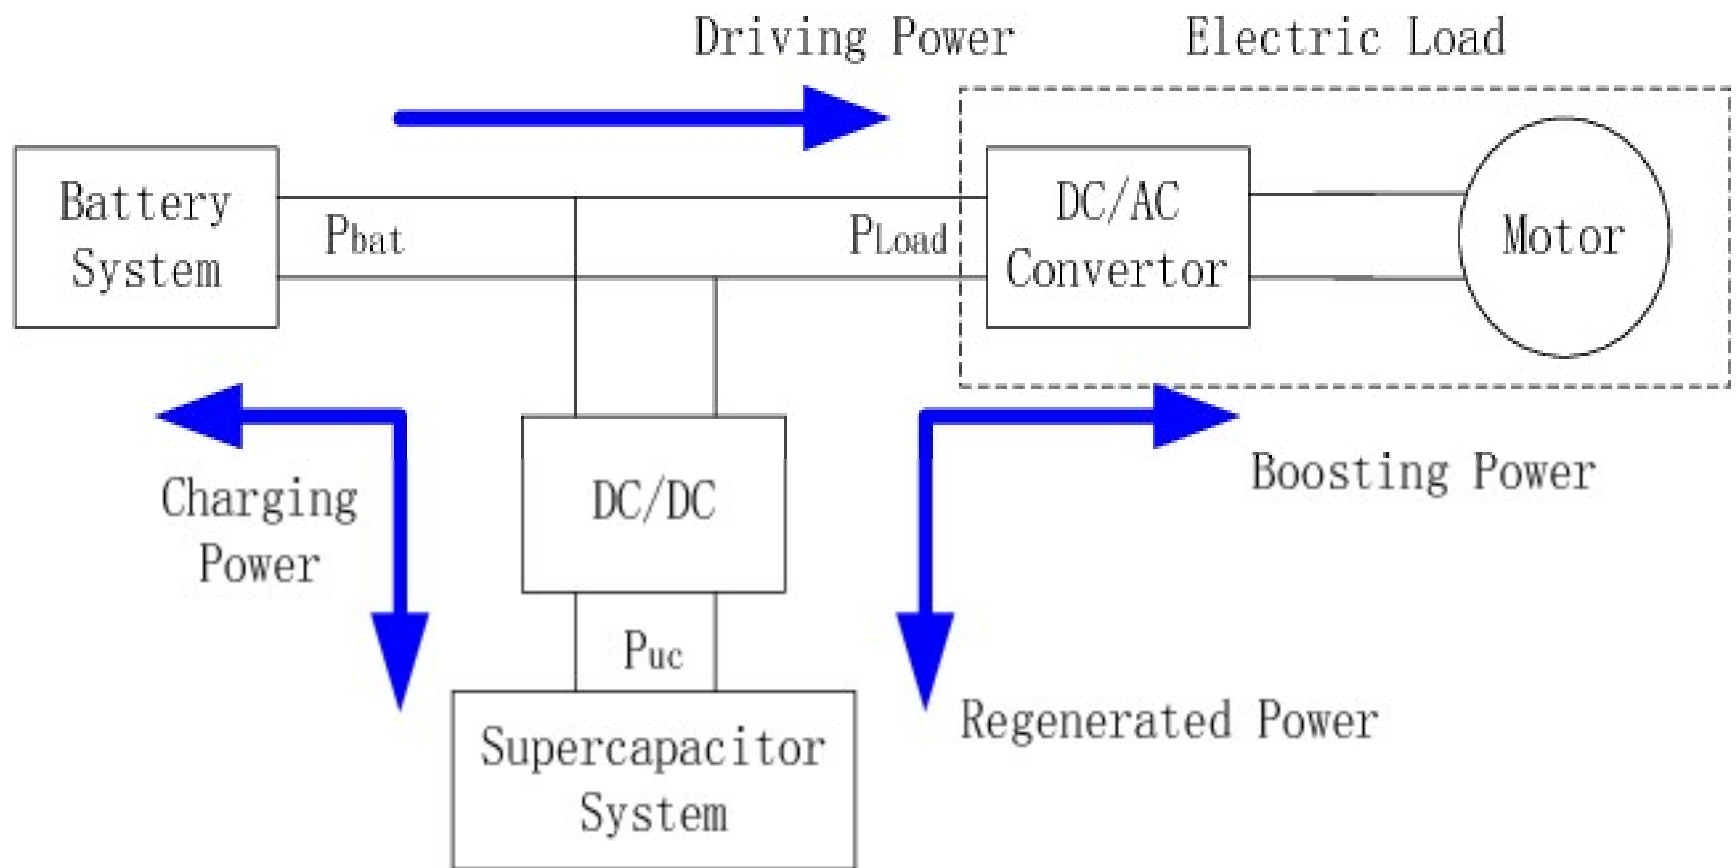 Driving Power
Electric Load
Battery
System
Pbat
PLoad
DC/AC
Convertor
Motor
Charging
Power
DC/DC
Boosting Power
Puc
Regenerated Power
Supercapacitor
System